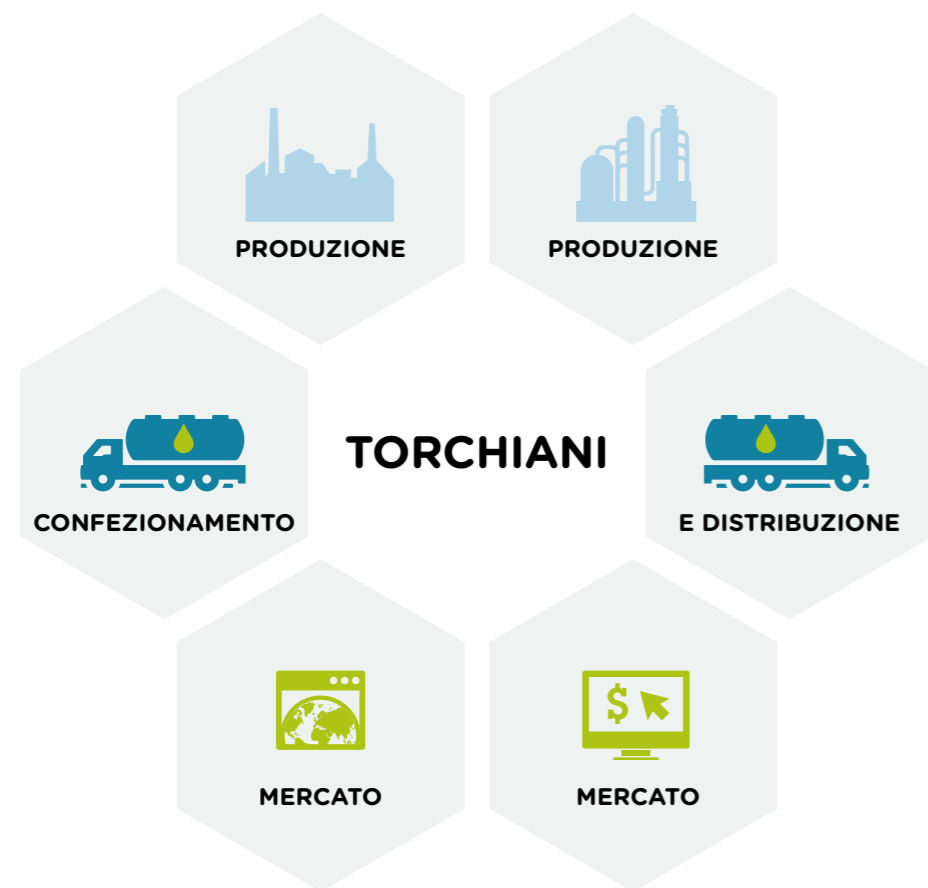 PRODUZIONE
PRODUZIONE
TORCHIANI
CONFEZIONAMENTO
E DISTRIBUZIONE
$
MERCATO
MERCATO